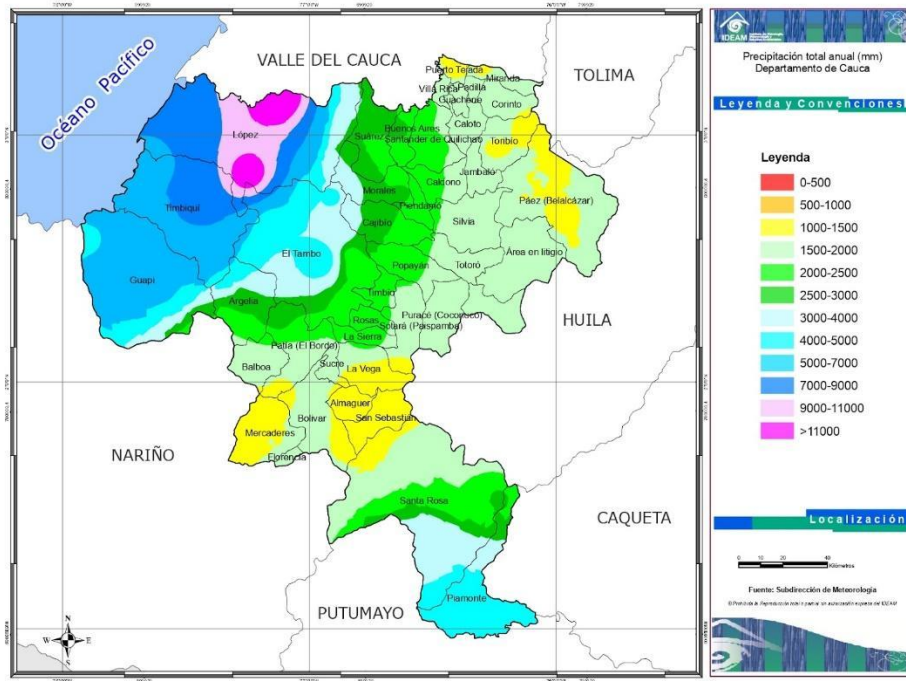 VALLE DEL CAUCA
TOLIMA
Océano Pacífico
Puerto Tejada
Miranda
Padilla
Villa Rica
Guachené
Corinto
López
Caloto
Suárez
Buenos Aires
Santander de Quilichao
Toribío
Jambaló
Caldono
Morales
Piendamó
Páez (Belalcázar)
Timbiquí
Cajibío
Silvia
El Tambo
Área en litigio
Guapi
Popayán
Totoró
Timbío
Argelia
Puracé (Coconuco)
Rosas
Sotará (Paispamba)
HUILA
La Sierra
Patía (El Bordo)
Balboa
Sucre
La Vega
Almaguer
Mercaderes
Bolívar
San Sebastián
NARIÑO
Florencia
Santa Rosa
CAQUETA
Piamonte
PUTUMAYO
N
W E
S
IDEAM
Precipitación total anual (mm)
Departamento de Cauca
Leyenda y Convenciones
Leyenda
0-500
500-1000
1000-1500
1500-2000
2000-2500
2500-3000
3000-4000
4000-5000
5000-7000
7000-9000
9000-11000
>11000
Localización
0 10 20 40
Kilómetros
Fuente: Subdirección de Meteorología